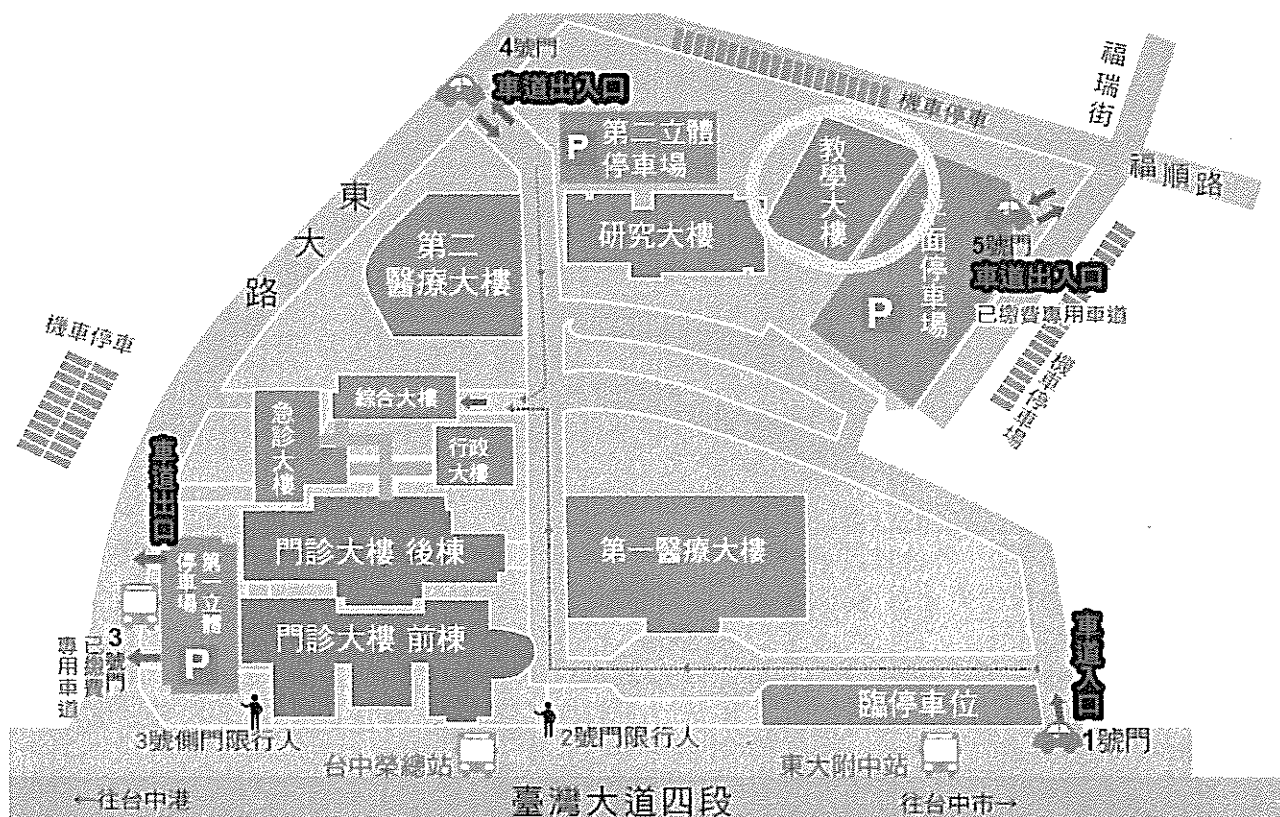 4號門
車道出入口
機車停車
福瑞街
福順路
P 第二立體
停車場
教學大樓
東大路
第二
醫療大樓
研究大樓
平面停車場
P
5號門
車道出入口
已繳費專用車道
機車停車
機車停車場
綜合大樓
急診大樓
行政
大樓
車道出口
門診大樓 後棟
第一醫療大樓
第一立體
停車場
P
門診大樓 前棟
3號門
已繳費
專用車道
車道入口
臨停車位
1號門
3號側門限行人
2號門限行人
台中榮總站
東大附中站
←往台中港
臺灣大道四段
往台中市→